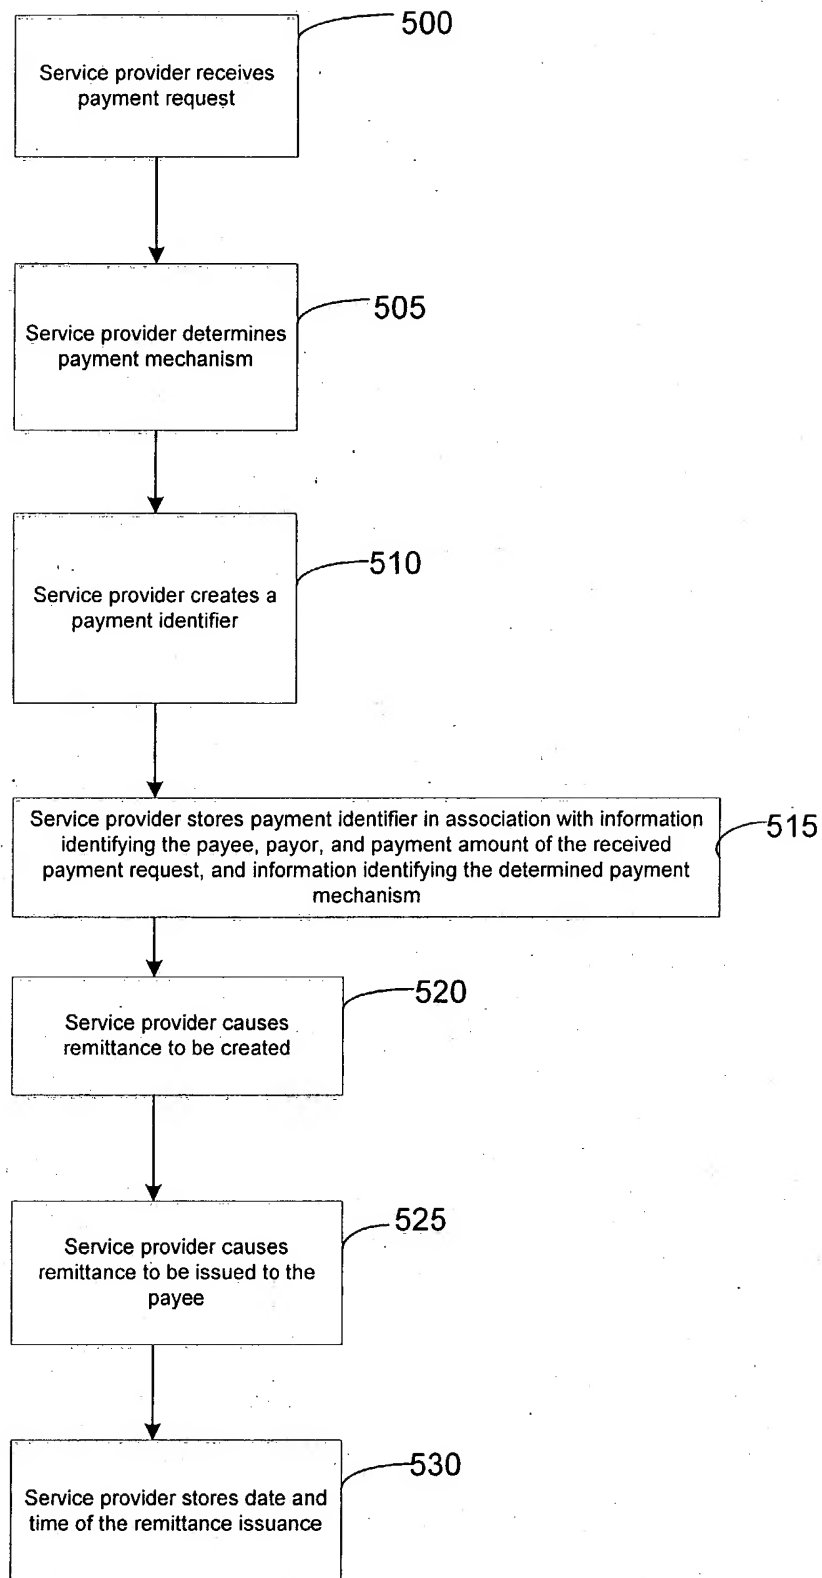 500
Service provider receives
payment request
505
Service provider determines
payment mechanism
510
Service provider creates a
payment identifier
515
Service provider stores payment identifier in association with information
identifying the payee, payor, and payment amount of the received
payment request, and information identifying the determined payment
mechanism
520
Service provider causes
remittance to be created
525
Service provider causes
remittance to be issued to the
payee
530
Service provider stores date and
time of the remittance issuance